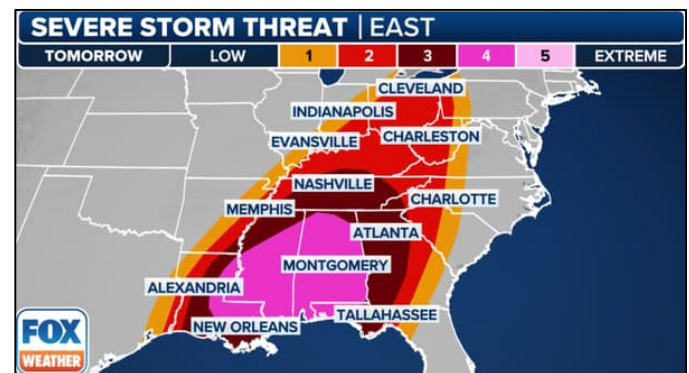 SEVERE STORM THREAT | EAST
TOMORROW LOW 1 2 3 4 5 EXTREME
CLEVELAND
INDIANAPOLIS
EVANSVILLE
CHARLESTON
NASHVILLE
CHARLOTTE
MEMPHIS
ATLANTA
MONTGOMERY
ALEXANDRIA
TALLAHASSEE
NEW ORLEANS
FOX
WEATHER